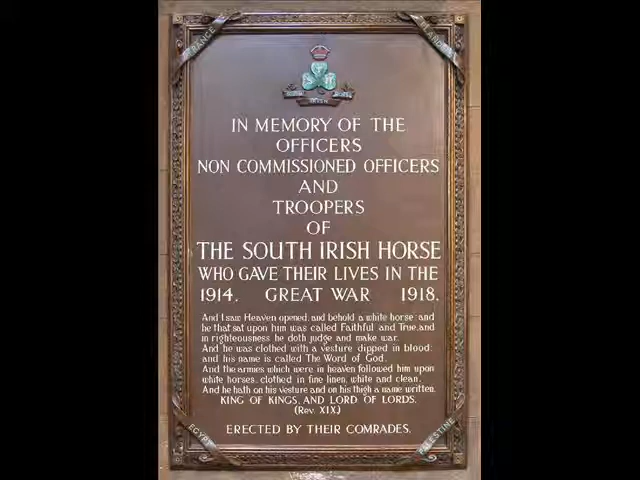 FRANCE
FLANDERS
IN MEMORY OF THE
OFFICERS
NON COMMISSIONED OFFICERS
AND
TROOPERS
OF
THE SOUTH IRISH HORSE
WHO GAVE THEIR LIVES IN THE
1914. GREAT WAR 1918.
And I saw Heaven opened: and behold a white horse: and
he that sat upon him was called Faithful and True, and
in righteousness he doth judge and make war.
And he was clothed with a vesture dipped in blood:
and his name is called The Word of God.
And the armies which were in heaven followed him upon
white horses, clothed in fine linen, white and clean.
And he hath on his vesture and on his thigh a name written.
KING OF KINGS, AND LORD OF LORDS.
(Rev. XIX)
ERECTED BY THEIR COMRADES.
EGYPT
PALESTINE